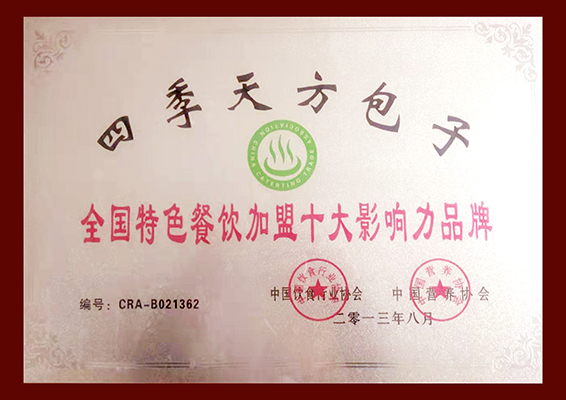 四季天方包子
CHINA CATERING TRADE ASSOCIATION
全国特色餐饮加盟十大影响力品牌
编号：CRA-B021362
中国饮食行业协会 中国营养协会
二零一三年八月